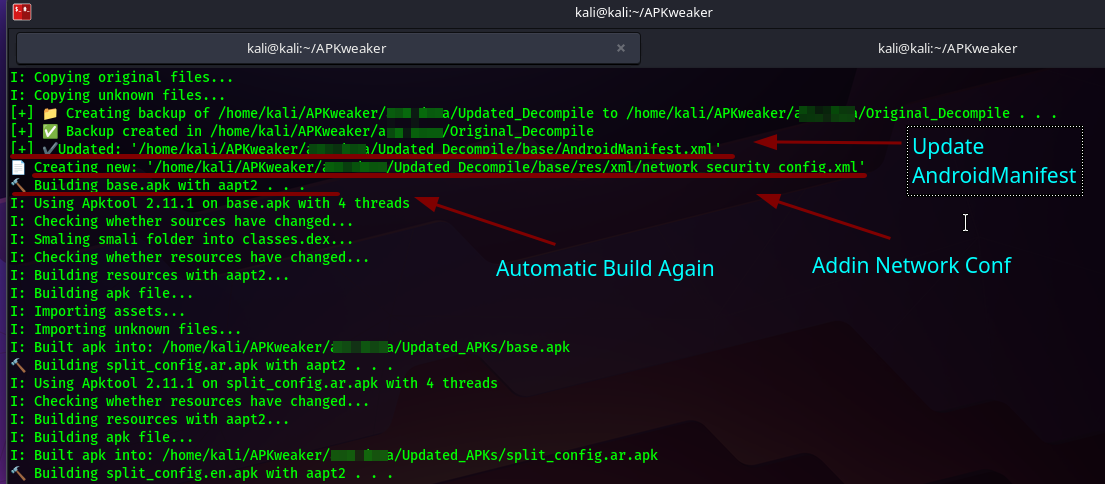 kali@kali:~/APKweaker
kali@kali:~/APKweaker × kali@kali:~/APKweaker
I: Copying original files...
I: Copying unknown files...
[+] 📁 Creating backup of /home/kali/APKweaker/ a/Updated_Decompile to /home/kali/APKweaker/a a/Original_Decompile . . .
[+] ✅ Backup created in /home/kali/APKweaker/a /Original_Decompile
[+] ✔Updated: '/home/kali/APKweaker/a /Updated_Decompile/base/AndroidManifest.xml'
📄 Creating new: '/home/kali/APKweaker/a /Updated_Decompile/base/res/xml/network_security_config.xml'
🔨 Building base.apk with aapt2 . . .
I: Using Apktool 2.11.1 on base.apk with 4 threads
I: Checking whether sources have changed...
I: Smaling smali folder into classes.dex...
I: Checking whether resources have changed...
I: Building resources with aapt2...
I: Building apk file...
I: Importing assets...
I: Importing unknown files...
I: Built apk into: /home/kali/APKweaker/a a/Updated_APKs/base.apk
🔨 Building split_config.ar.apk with aapt2 . . .
I: Using Apktool 2.11.1 on split_config.ar.apk with 4 threads
I: Checking whether resources have changed...
I: Building resources with aapt2...
I: Building apk file...
I: Built apk into: /home/kali/APKweaker/ a/Updated_APKs/split_config.ar.apk
🔨 Building split_config.en.apk with aapt2 . . .
Update
AndroidManifest
Automatic Build Again
Addin Network Conf